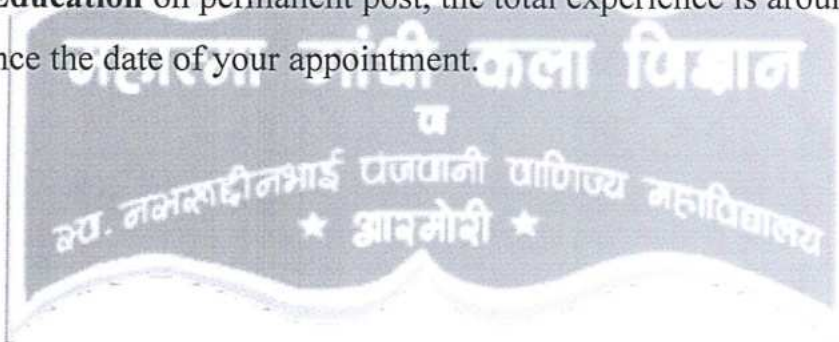 Education on permanent post, the total experience is arou
nce the date of your appointment.
महात्मा गांधी कला विज्ञान
व
स्व. नसरूद्दीनभाई पंजवानी वाणिज्य महाविद्यालय
★ आरमोरी ★